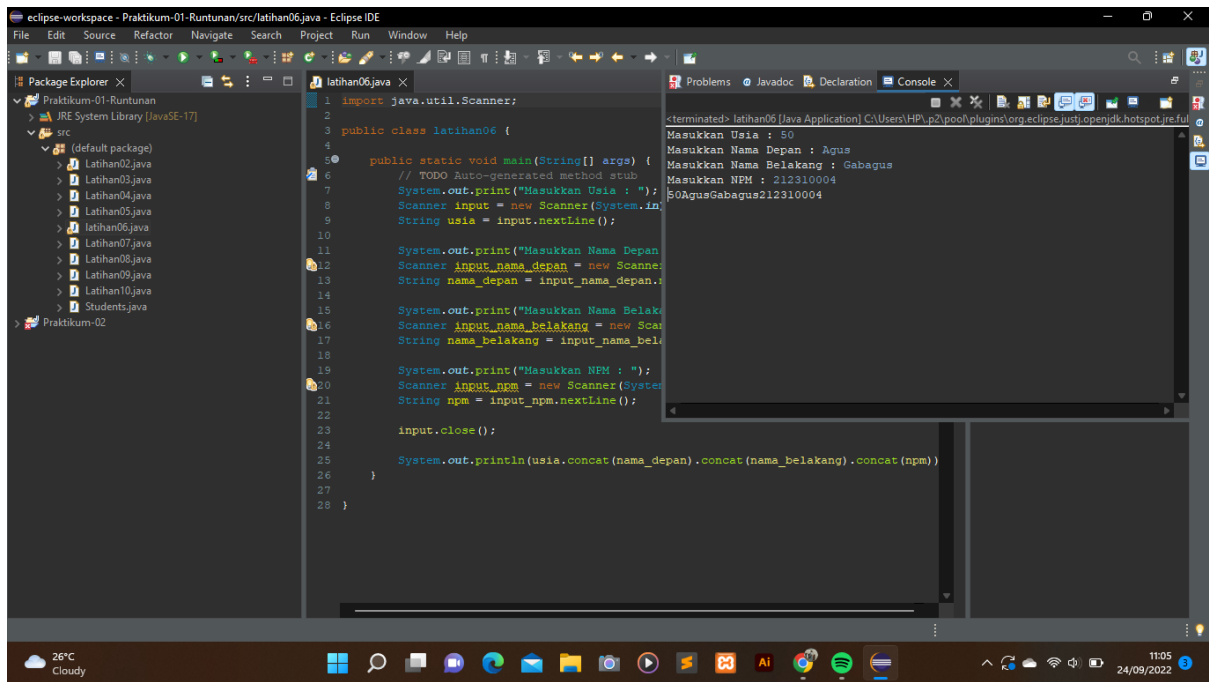 eclipse-workspace - Praktikum-01-Runtunan/src/latihan06.java - Eclipse IDE
File Edit Source Refactor Navigate Search Project Run Window Help
Package Explorer
Praktikum-01-Runtunan
JRE System Library [JavaSE-17]
src
(default package)
Latihan02.java
Latihan03.java
Latihan04.java
Latihan05.java
latihan06.java
Latihan07.java
Latihan08.java
Latihan09.java
Latihan10.java
Students.java
Praktikum-02
latihan06.java
1 import java.util.Scanner;
2
3 public class latihan06 {
4
5 public static void main(String[] args) {
6 // TODO Auto-generated method stub
7 System.out.print("Masukkan Usia : ");
8 Scanner input = new Scanner(System.in)
9 String usia = input.nextLine();
10
11 System.out.print("Masukkan Nama Depan
12 Scanner input_nama_depan = new Scanne
13 String nama_depan = input_nama_depan.
14
15 System.out.print("Masukkan Nama Belak
16 Scanner input_nama_belakang = new Sca
17 String nama_belakang = input_nama_bel
18
19 System.out.print("Masukkan NPM : ");
20 Scanner input_npm = new Scanner(Syste
21 String npm = input_npm.nextLine();
22
23 input.close();
24
25 System.out.println(usia.concat(nama_depan).concat(nama_belakang).concat(npm))
26 }
27
28 }
Problems Javadoc Declaration Console
<terminated> latihan06 [Java Application] C:\Users\HP\.p2\pool\plugins\org.eclipse.justj.openjdk.hotspot.jre.ful
Masukkan Usia : 50
Masukkan Nama Depan : Agus
Masukkan Nama Belakang : Gabagus
Masukkan NPM : 212310004
50AgusGabagus212310004
26°C
Cloudy
Ai
11:05
24/09/2022
3